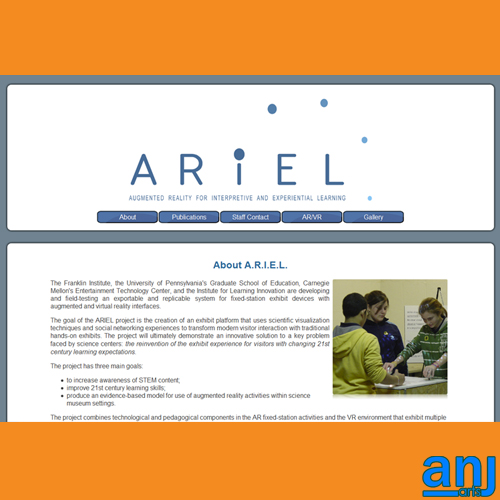 ARiEL
AUGMENTED REALITY FOR INTERPRETIVE AND EXPERIENTIAL LEARNING
About Publications Staff Contact AR/VR Gallery
About A.R.I.E.L.
The Franklin Institute, the University of Pennsylvania's Graduate School of Education, Carnegie
Mellon's Entertainment Technology Center, and the Institute for Learning Innovation are developing
and field-testing an exportable and replicable system for fixed-station exhibit devices with
augmented and virtual reality interfaces.
The goal of the ARIEL project is the creation of an exhibit platform that uses scientific visualization
techniques and social networking experiences to transform modern visitor interaction with traditional
hands-on exhibits. The project will ultimately demonstrate an innovative solution to a key problem
faced by science centers: the reinvention of the exhibit experience for visitors with changing 21st
century learning expectations.
The project has three main goals:
• to increase awareness of STEM content;
• improve 21st century learning skills;
• produce an evidence-based model for use of augmented reality activities within science
museum settings.
The project combines technological and pedagogical components in the AR fixed-station activities and the VR environment that exhibit multiple
anj
arts